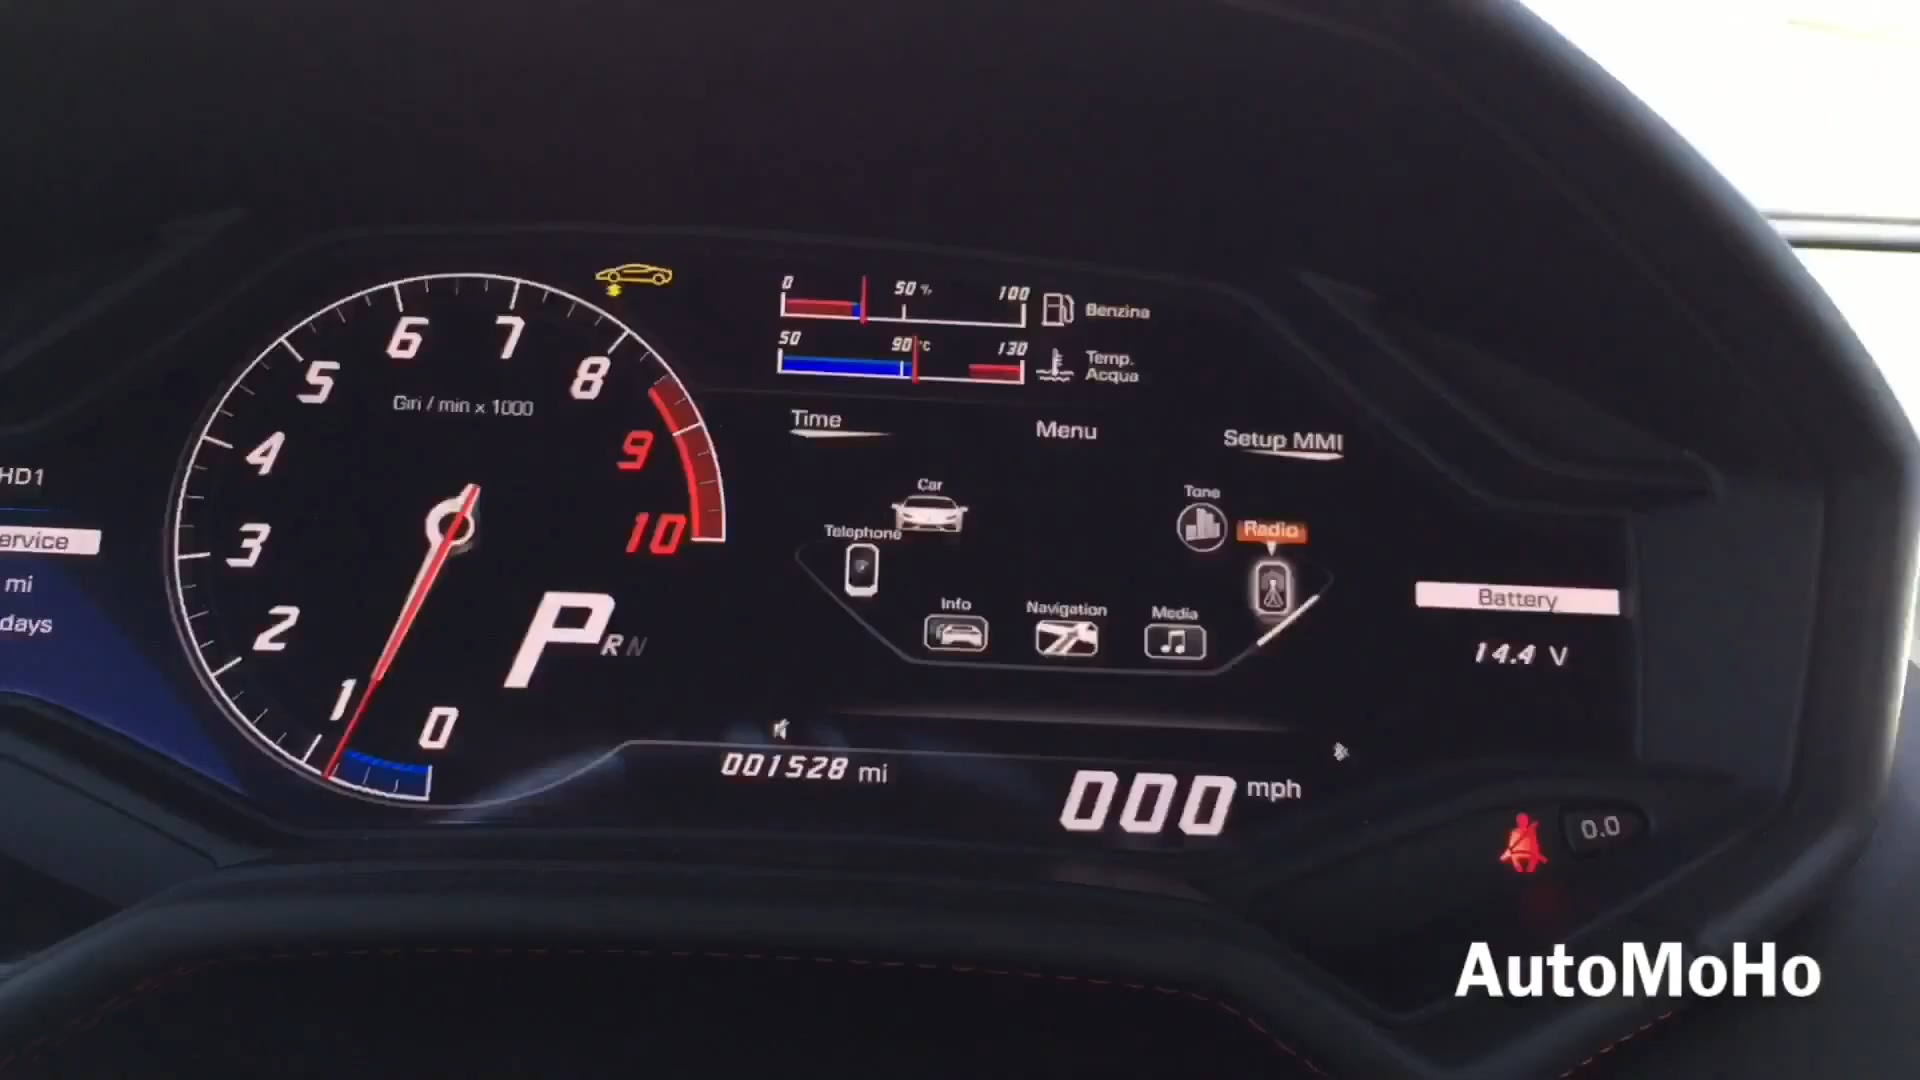 0 50 % 100 Benzina
50 90 °C 130 Temp.
Acqua
Time Menu Setup MMI
Giri / min x 1000
0 1 2 3 4 5 6 7 8 9 10
HD1
ervice
mi
days
P R N
Car
Telephone
Info
Navigation
Media
Tone
Radio
Battery
14.4 V
001528 mi
000 mph
0.0
AutoMoHo